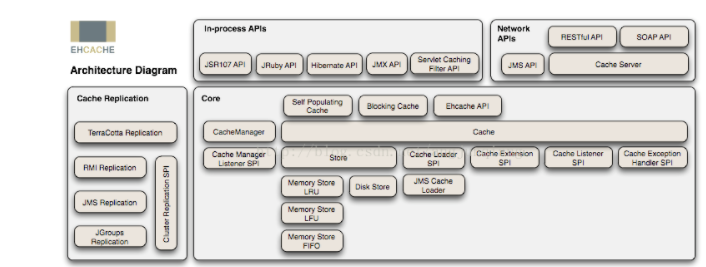 EHCACHE
Architecture Diagram
In-process APIs
JSR107 API
JRuby API
Hibernate API
JMX API
Servlet Caching
Filter API
Network
APIs
RESTful API
SOAP API
JMS API
Cache Server
Cache Replication
TerraCotta Replication
RMI Replication
JMS Replication
JGroups
Replication
Cluster Replication SPI
Core
Self Populating
Cache
Blocking Cache
Ehcache API
CacheManager
Cache
Cache Manager
Listener SPI
Store
Cache Loader
SPI
Cache Extension
SPI
Cache Listener
SPI
Cache Exception
Handler SPI
Memory Store
LRU
Disk Store
JMS Cache
Loader
Memory Store
LFU
Memory Store
FIFO